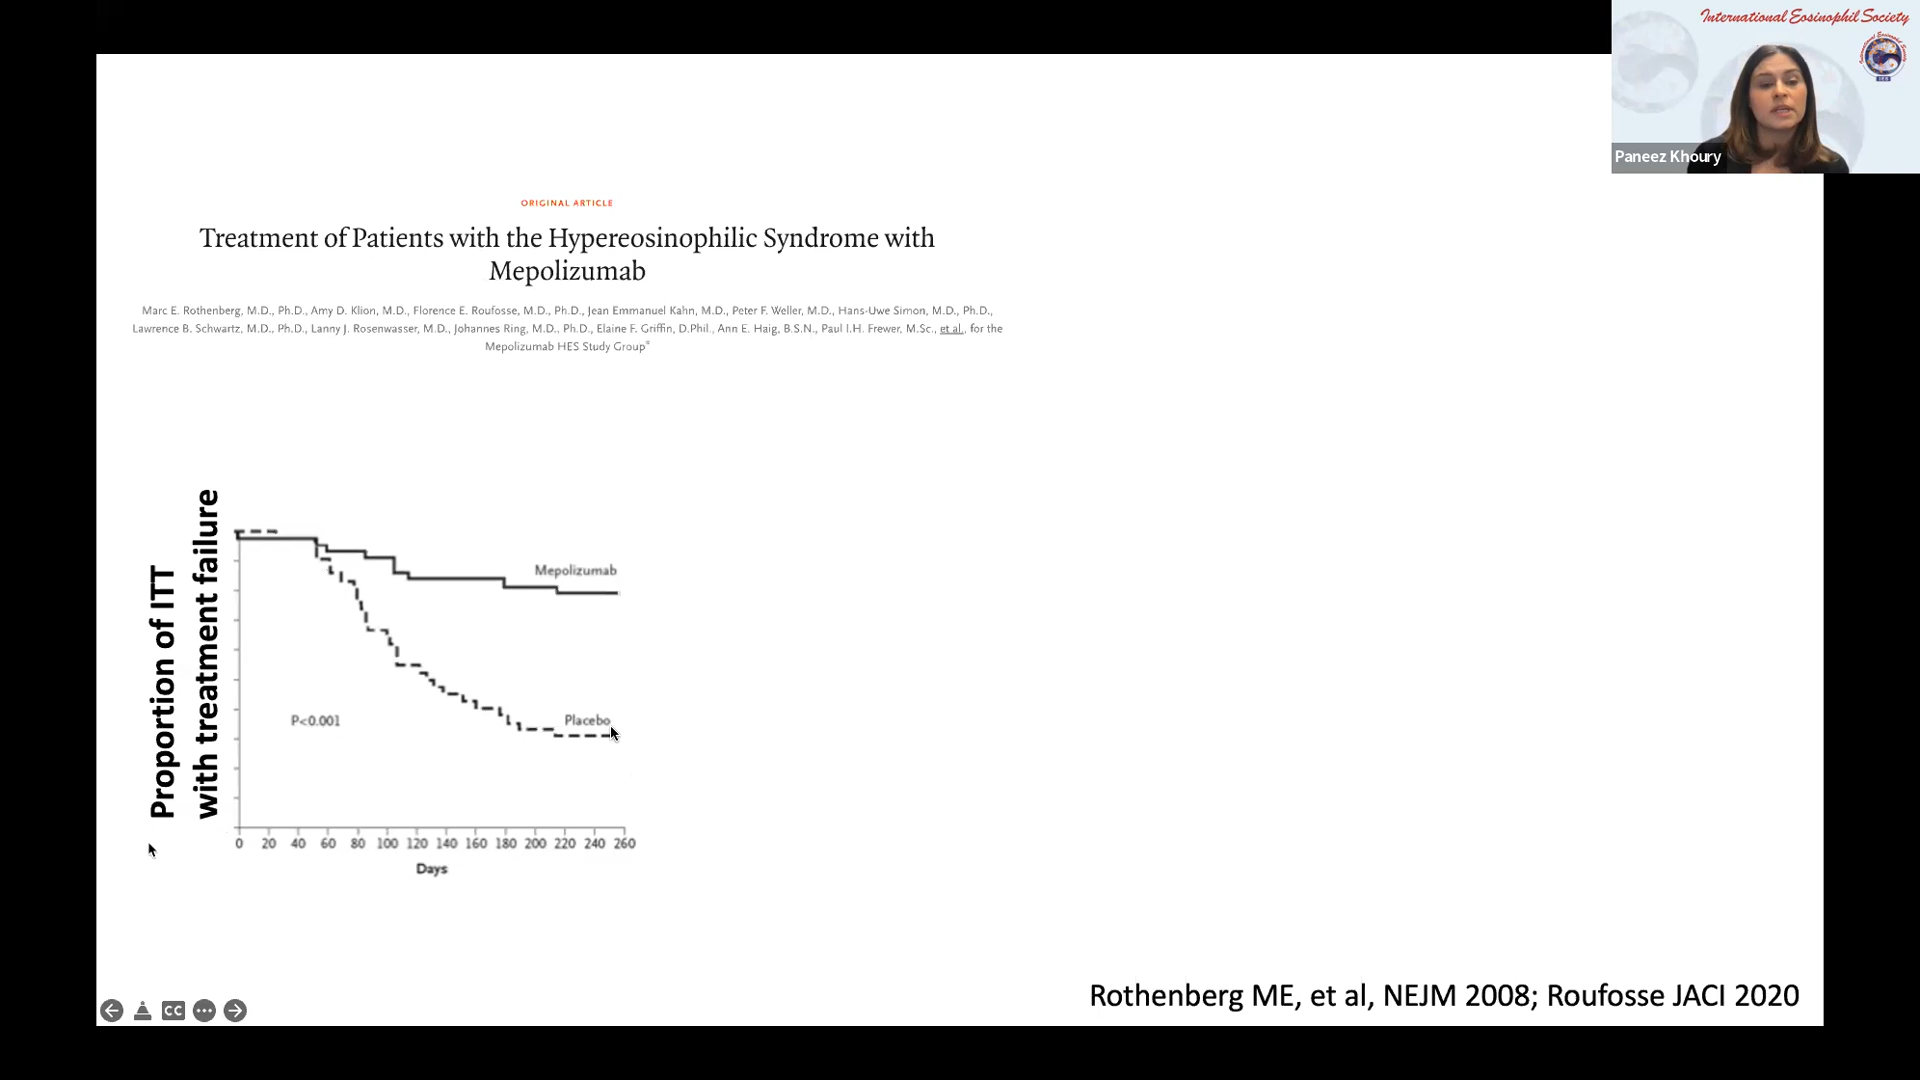 International Eosinophil Society
Paneez Khoury
ORIGINAL ARTICLE
Treatment of Patients with the Hypereosinophilic Syndrome with
Mepolizumab
Marc E. Rothenberg, M.D., Ph.D., Amy D. Klion, M.D., Florence E. Roufosse, M.D., Ph.D., Jean Emmanuel Kahn, M.D., Peter F. Weller, M.D., Hans-Uwe Simon, M.D., Ph.D.,
Lawrence B. Schwartz, M.D., Ph.D., Lanny J. Rosenwasser, M.D., Johannes Ring, M.D., Ph.D., Elaine F. Griffin, D.Phil., Ann E. Haig, B.S.N., Paul I.H. Frewer, M.Sc., et al., for the
Mepolizumab HES Study Group*
Proportion of ITT
with treatment failure
Mepolizumab
P<0.001
Placebo
0 20 40 60 80 100 120 140 160 180 200 220 240 260
Days
Rothenberg ME, et al, NEJM 2008; Roufosse JACI 2020
CC